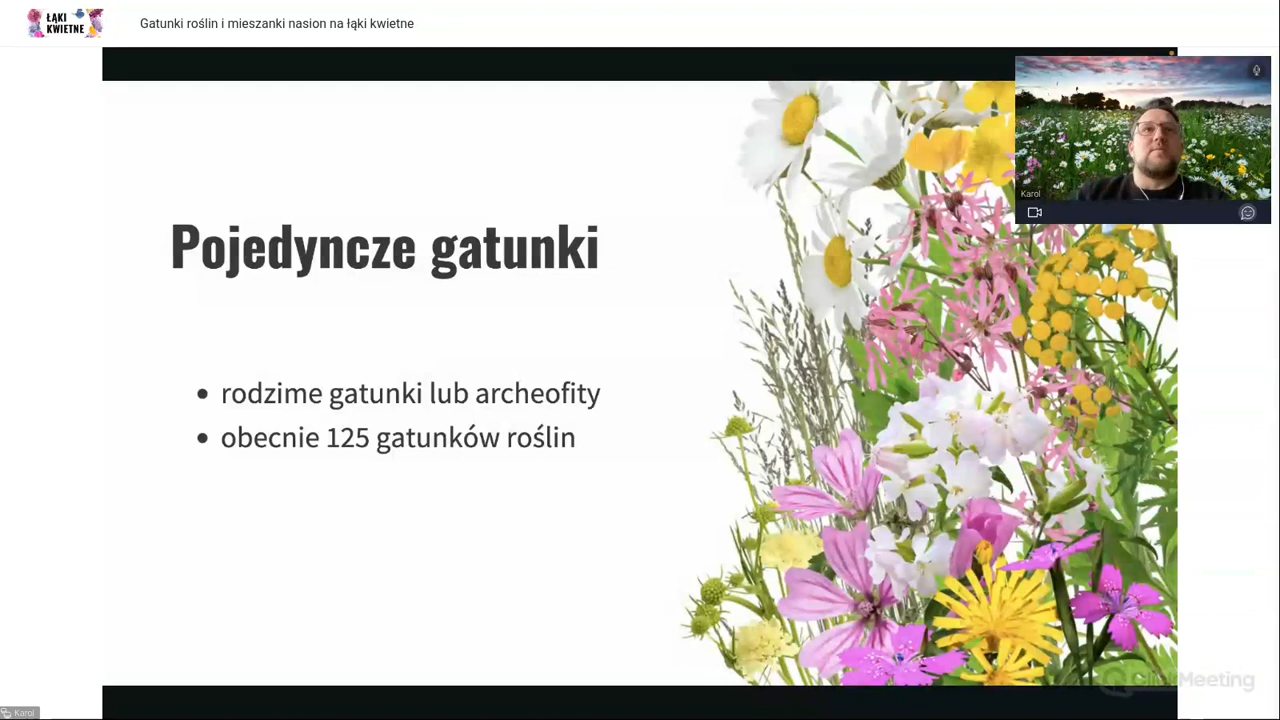 ŁĄKI
KWIETNE
Gatunki roślin i mieszanki nasion na łąki kwietne
Karol
Pojedyncze gatunki
• rodzime gatunki lub archeofity
• obecnie 125 gatunków roślin
ClickMeeting
Karol